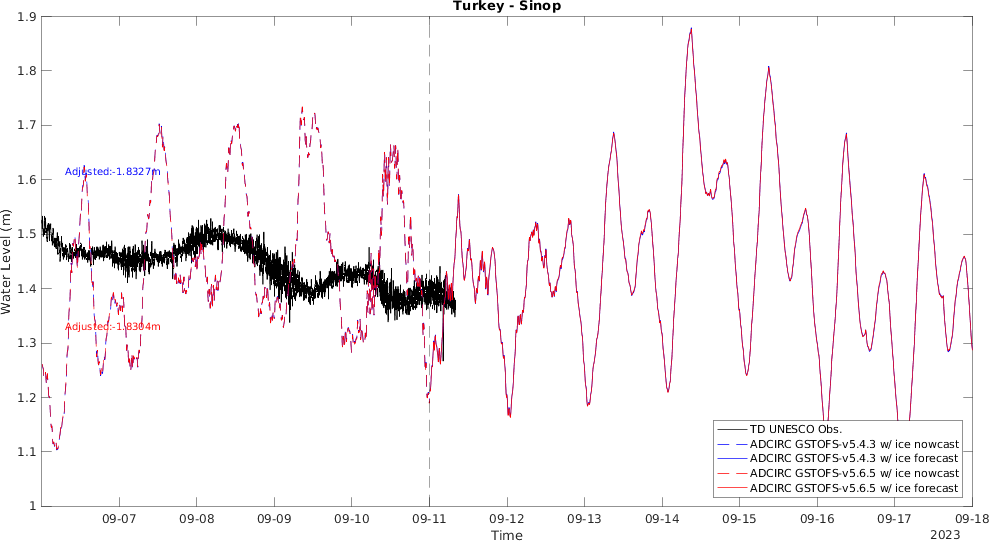 Turkey - Sinop
1.9
1.8
1.7
1.6
1.5
1.4
1.3
1.2
1.1
1
Water Level (m)
Adjusted:-1.8327m
Adjusted:-1.8304m
TD UNESCO Obs.
ADCIRC GSTOFS-v5.4.3 w/ ice nowcast
ADCIRC GSTOFS-v5.4.3 w/ ice forecast
ADCIRC GSTOFS-v5.6.5 w/ ice nowcast
ADCIRC GSTOFS-v5.6.5 w/ ice forecast
09-07 09-08 09-09 09-10 09-11 09-12 09-13 09-14 09-15 09-16 09-17 09-18
Time
2023